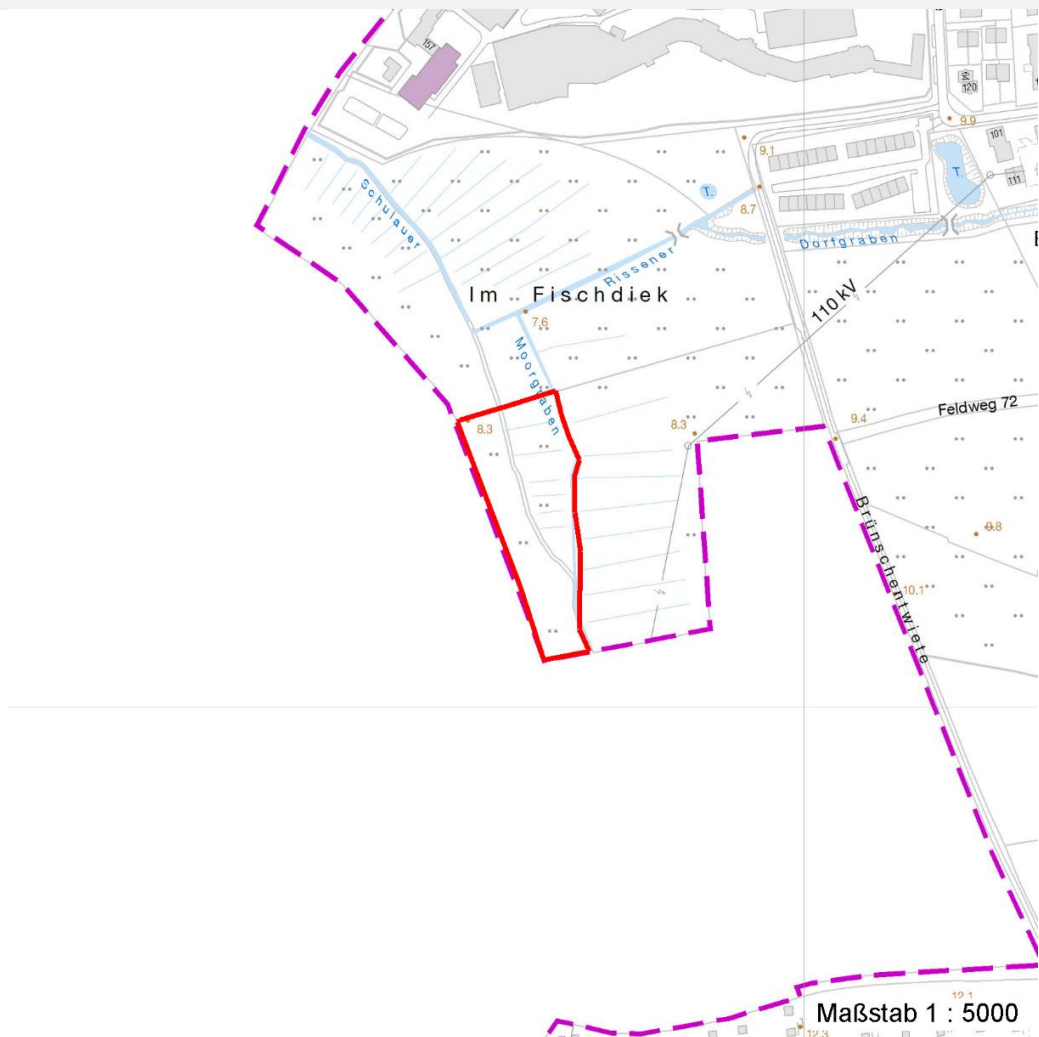 157
120
9.9
101
111
9.1
T.
T.
8.7
Schulauer
Dorfgraben
Rissener
Im Fischdiek
110 kV
7.6
Moorgraben
8.3
8.3
9.4
Feldweg 72
Brünschentwiete
9.8
10.1
12.1
Maßstab 1 : 5000
12.3